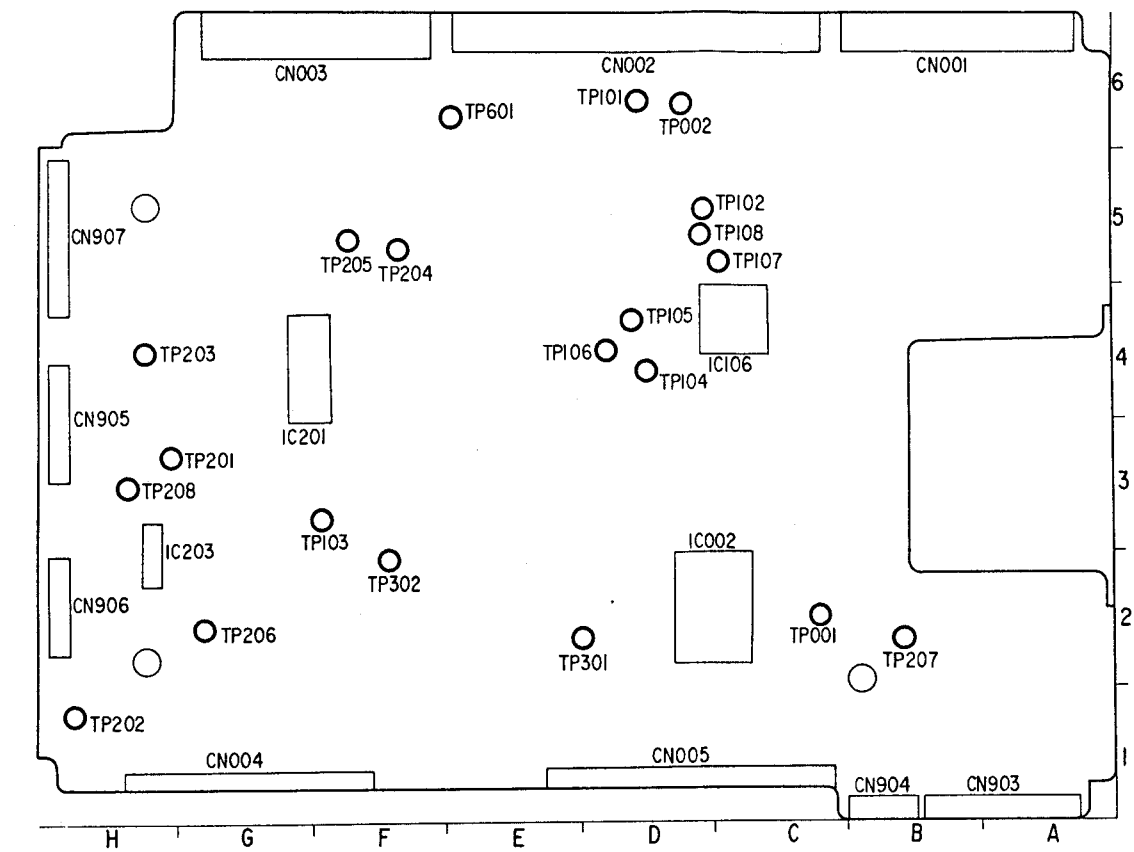 CN003
CN002
CN001
6
TP101
TP601
TP002
TP102
5
CN907
TP108
TP107
TP205
TP204
TP105
TP203
TP106
4
IC106
TP104
CN905
IC201
TP201
3
TP208
TP103
IC002
IC203
TP302
CN906
2
TP206
TP001
TP301
TP207
TP202
CN004
CN005
1
CN904
CN903
H G F E D C B A